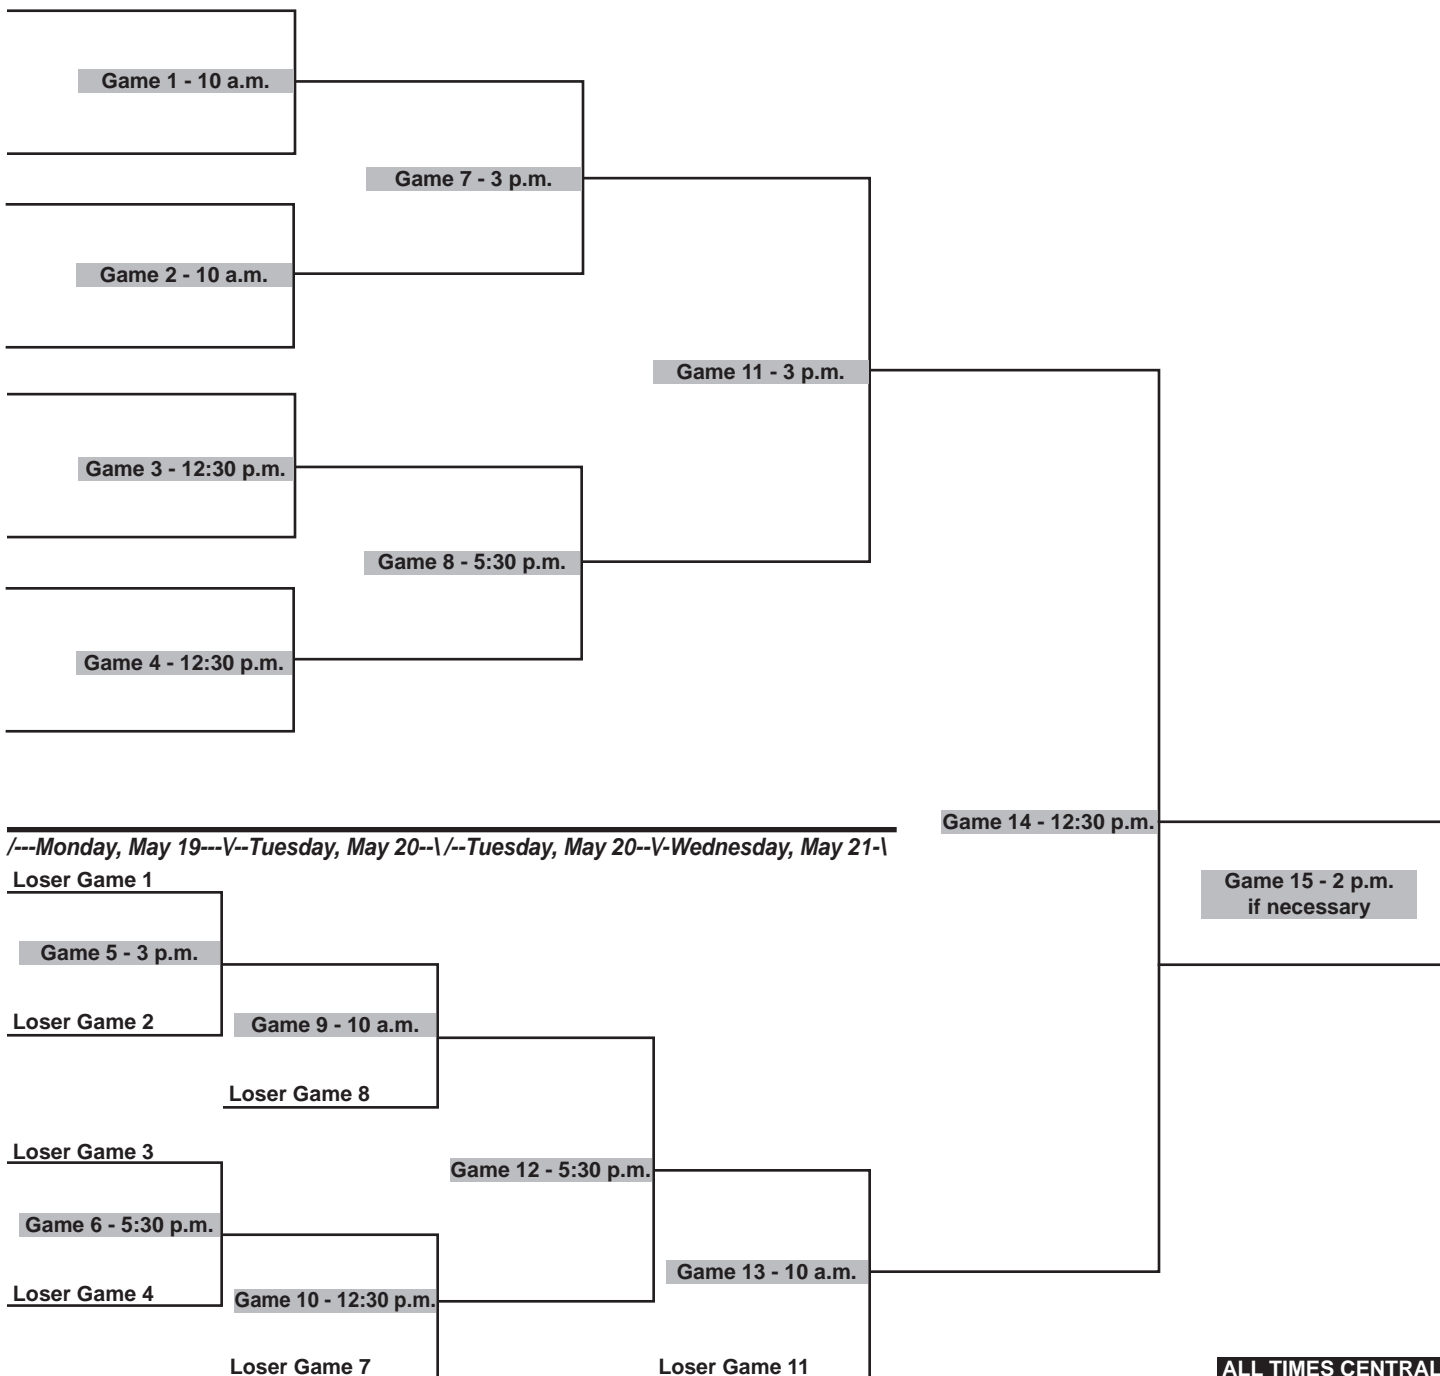 Game 1 - 10 a.m.
Game 7 - 3 p.m.
Game 2 - 10 a.m.
Game 11 - 3 p.m.
Game 3 - 12:30 p.m.
Game 8 - 5:30 p.m.
Game 4 - 12:30 p.m.
Game 14 - 12:30 p.m.
/---Monday, May 19---\/--Tuesday, May 20--\ /--Tuesday, May 20--\/-Wednesday, May 21-\
Loser Game 1
Game 15 - 2 p.m.
if necessary
Game 5 - 3 p.m.
Loser Game 2
Game 9 - 10 a.m.
Loser Game 8
Loser Game 3
Game 12 - 5:30 p.m.
Game 6 - 5:30 p.m.
Game 13 - 10 a.m.
Loser Game 4
Game 10 - 12:30 p.m.
Loser Game 7
Loser Game 11
ALL TIMES CENTRAL